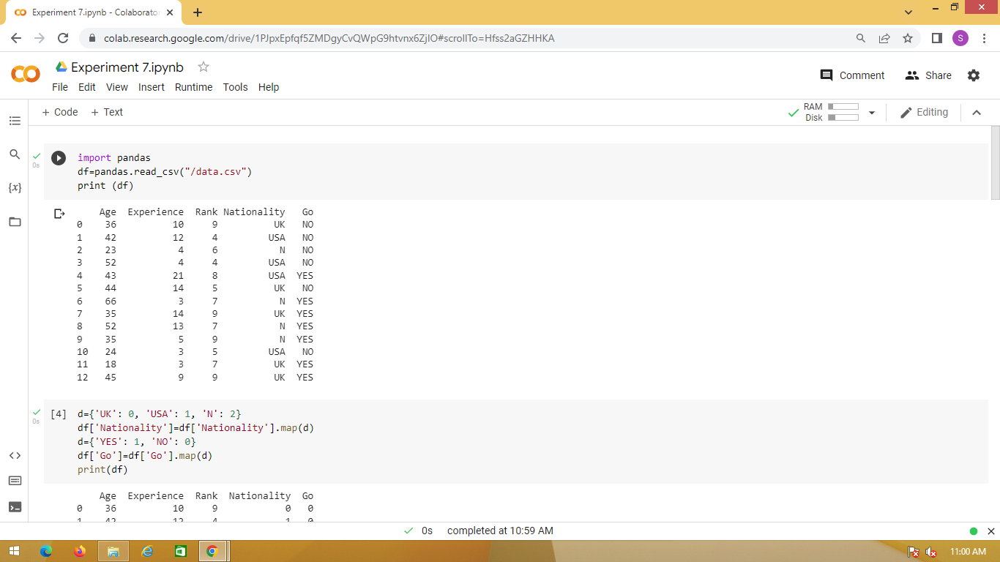 Experiment 7.ipynb - Colaborator
colab.research.google.com/drive/1PJpxEpfqf5ZMDgyCvQWpG9htvnx6ZjIO#scrollTo=Hfss2aGZHHKA
S
Experiment 7.ipynb
Comment
Share
File Edit View Insert Runtime Tools Help
+ Code + Text
RAM
Disk
Editing
0s
import pandas
df=pandas.read_csv("/data.csv")
print (df)
{x}
Age Experience Rank Nationality Go
0 36 10 9 UK NO
1 42 12 4 USA NO
2 23 4 6 N NO
3 52 4 4 USA NO
4 43 21 8 USA YES
5 44 14 5 UK NO
6 66 3 7 N YES
7 35 14 9 UK YES
8 52 13 7 N YES
9 35 5 9 N YES
10 24 3 5 USA NO
11 18 3 7 UK YES
12 45 9 9 UK YES
0s
[4] d={'UK': 0, 'USA': 1, 'N': 2}
df['Nationality']=df['Nationality'].map(d)
d={'YES': 1, 'NO': 0}
df['Go']=df['Go'].map(d)
print(df)
Age Experience Rank Nationality Go
0 36 10 9 0 0
1 42 12 4 1 0
0s completed at 10:59 AM
11:00 AM